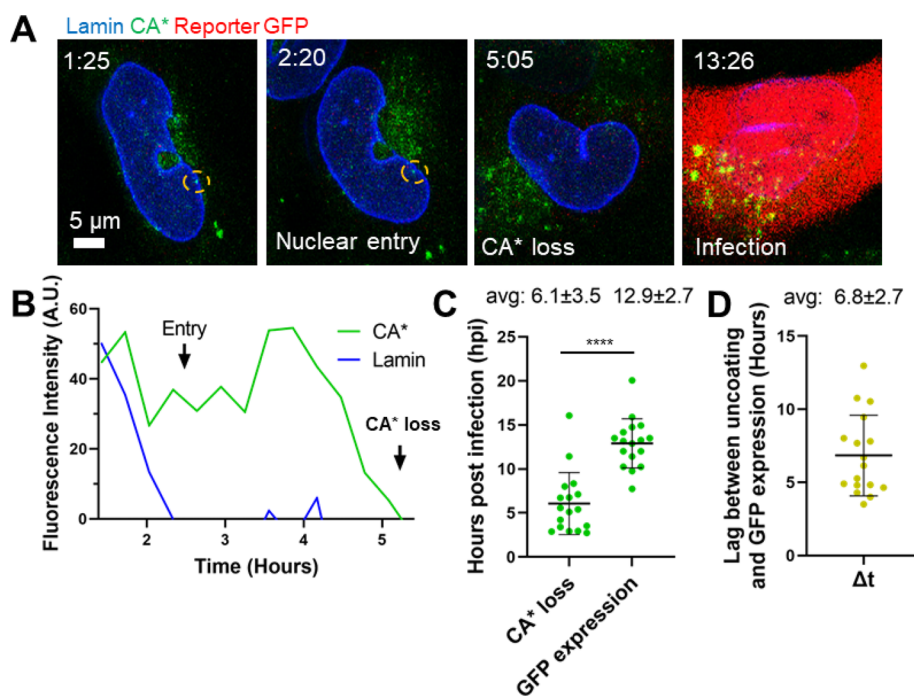 A
Lamin CA* Reporter GFP
1:25
2:20
5:05
13:26
5 µm
Nuclear entry
CA* loss
Infection
B
Fluorescence Intensity (A.U.)
60
40
20
0
2
3
4
5
Time (Hours)
Entry
CA*
Lamin
CA* loss
C
avg: 6.1±3.5 12.9±2.7
Hours post infection (hpi)
25
20
15
10
5
0
****
CA* loss
GFP expression
D
avg: 6.8±2.7
Lag between uncoating
and GFP expression (Hours)
15
10
5
0
Δt